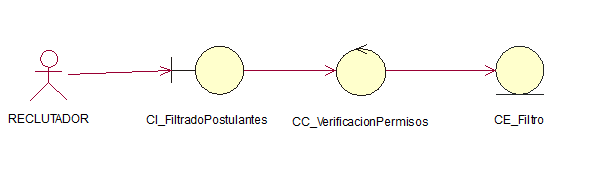 RECLUTADOR
CI_FiltradoPostulantes
CC_VerificacionPermisos
CE_Filtro